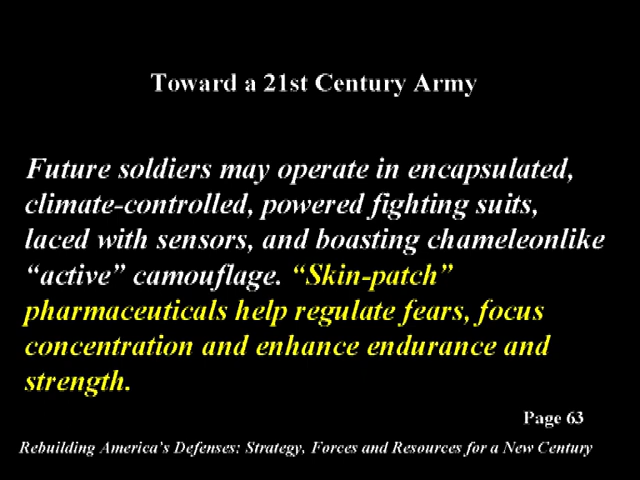 Toward a 21st Century Army
Future soldiers may operate in encapsulated,
climate-controlled, powered fighting suits,
laced with sensors, and boasting chameleonlike
“active” camouflage. “Skin-patch”
pharmaceuticals help regulate fears, focus
concentration and enhance endurance and
strength.
Page 63
Rebuilding America's Defenses: Strategy, Forces and Resources for a New Century